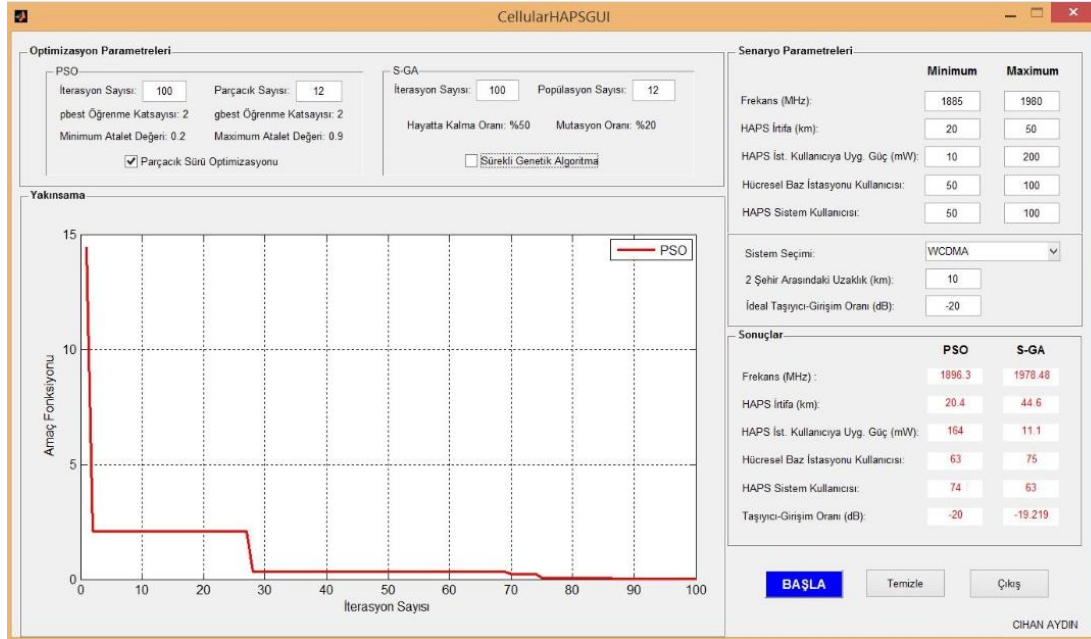 CellularHAPSGUI
Optimizasyon Parametreleri
PSO
İterasyon Sayısı: 100 Parçacık Sayısı: 12
pbest Öğrenme Katsayısı: 2 gbest Öğrenme Katsayısı: 2
Minimum Atalet Değeri: 0.2 Maximum Atalet Değeri: 0.9
Parçacık Sürü Optimizasyonu
S-GA
İterasyon Sayısı: 100 Popülasyon Sayısı: 12
Hayatta Kalma Oranı: %50 Mutasyon Oranı: %20
Sürekli Genetik Algoritma
Yakınsama
PSO
15
10
5
0
Amaç Fonksiyonu
0 10 20 30 40 50 60 70 80 90 100
İterasyon Sayısı
Senaryo Parametreleri
Minimum Maximum
Frekans (MHz): 1885 1980
HAPS İrtifa (km): 20 50
HAPS İst. Kullanıcıya Uyg. Güç (mW): 10 200
Hücresel Baz İstasyonu Kullanıcısı: 50 100
HAPS Sistem Kullanıcısı: 50 100
Sistem Seçimi: WCDMA
2 Şehir Arasındaki Uzaklık (km): 10
İdeal Taşıyıcı-Girişim Oranı (dB): -20
Sonuçlar
PSO S-GA
Frekans (MHz) : 1896.3 1978.48
HAPS İrtifa (km): 20.4 44.6
HAPS İst. Kullanıcıya Uyg. Güç (mW): 164 11.1
Hücresel Baz İstasyonu Kullanıcısı: 63 75
HAPS Sistem Kullanıcısı: 74 63
Taşıyıcı-Girişim Oranı (dB): -20 -19.219
BAŞLA Temizle Çıkış
CIHAN AYDIN